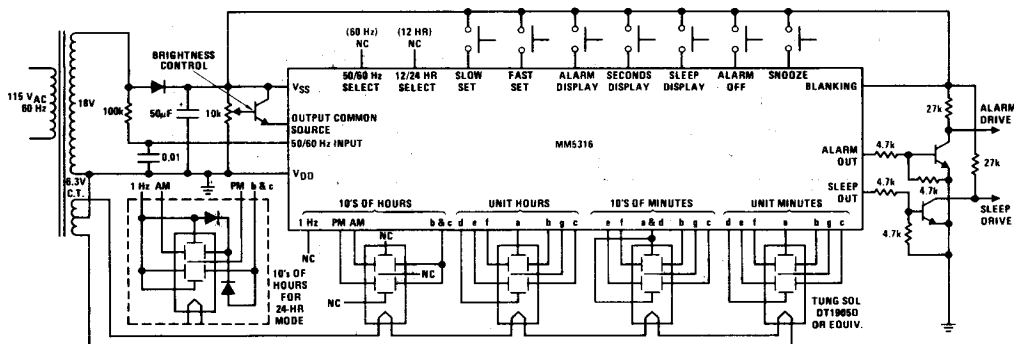 (60 Hz)
NC
(12 HR)
NC
BRIGHTNESS
CONTROL
50/60 Hz
SELECT
12/24 HR
SELECT
SLOW
SET
FAST
SET
ALARM
DISPLAY
SECONDS
DISPLAY
SLEEP
DISPLAY
ALARM
OFF
SNOOZE
115 VAC
60 Hz
18V
100k
50µF
10k
VSS
OUTPUT COMMON
SOURCE
50/60 Hz INPUT
VDD
MM5316
BLANKING
ALARM
OUT
SLEEP
OUT
27k
ALARM
DRIVE
4.7k
27k
4.7k
4.7k
SLEEP
DRIVE
4.7k
0.01
6.3V
C.T.
1 Hz AM PM b & c
10'S OF HOURS
UNIT HOURS
10'S OF MINUTES
UNIT MINUTES
1 Hz PM AM b & c d e f a b g c e f a & d b g c d e f a b g c
NC
NC
NC
NC
10's OF
HOURS
FOR
24-HR
MODE
TUNG SOL
DT1905D
OR EQUIV.